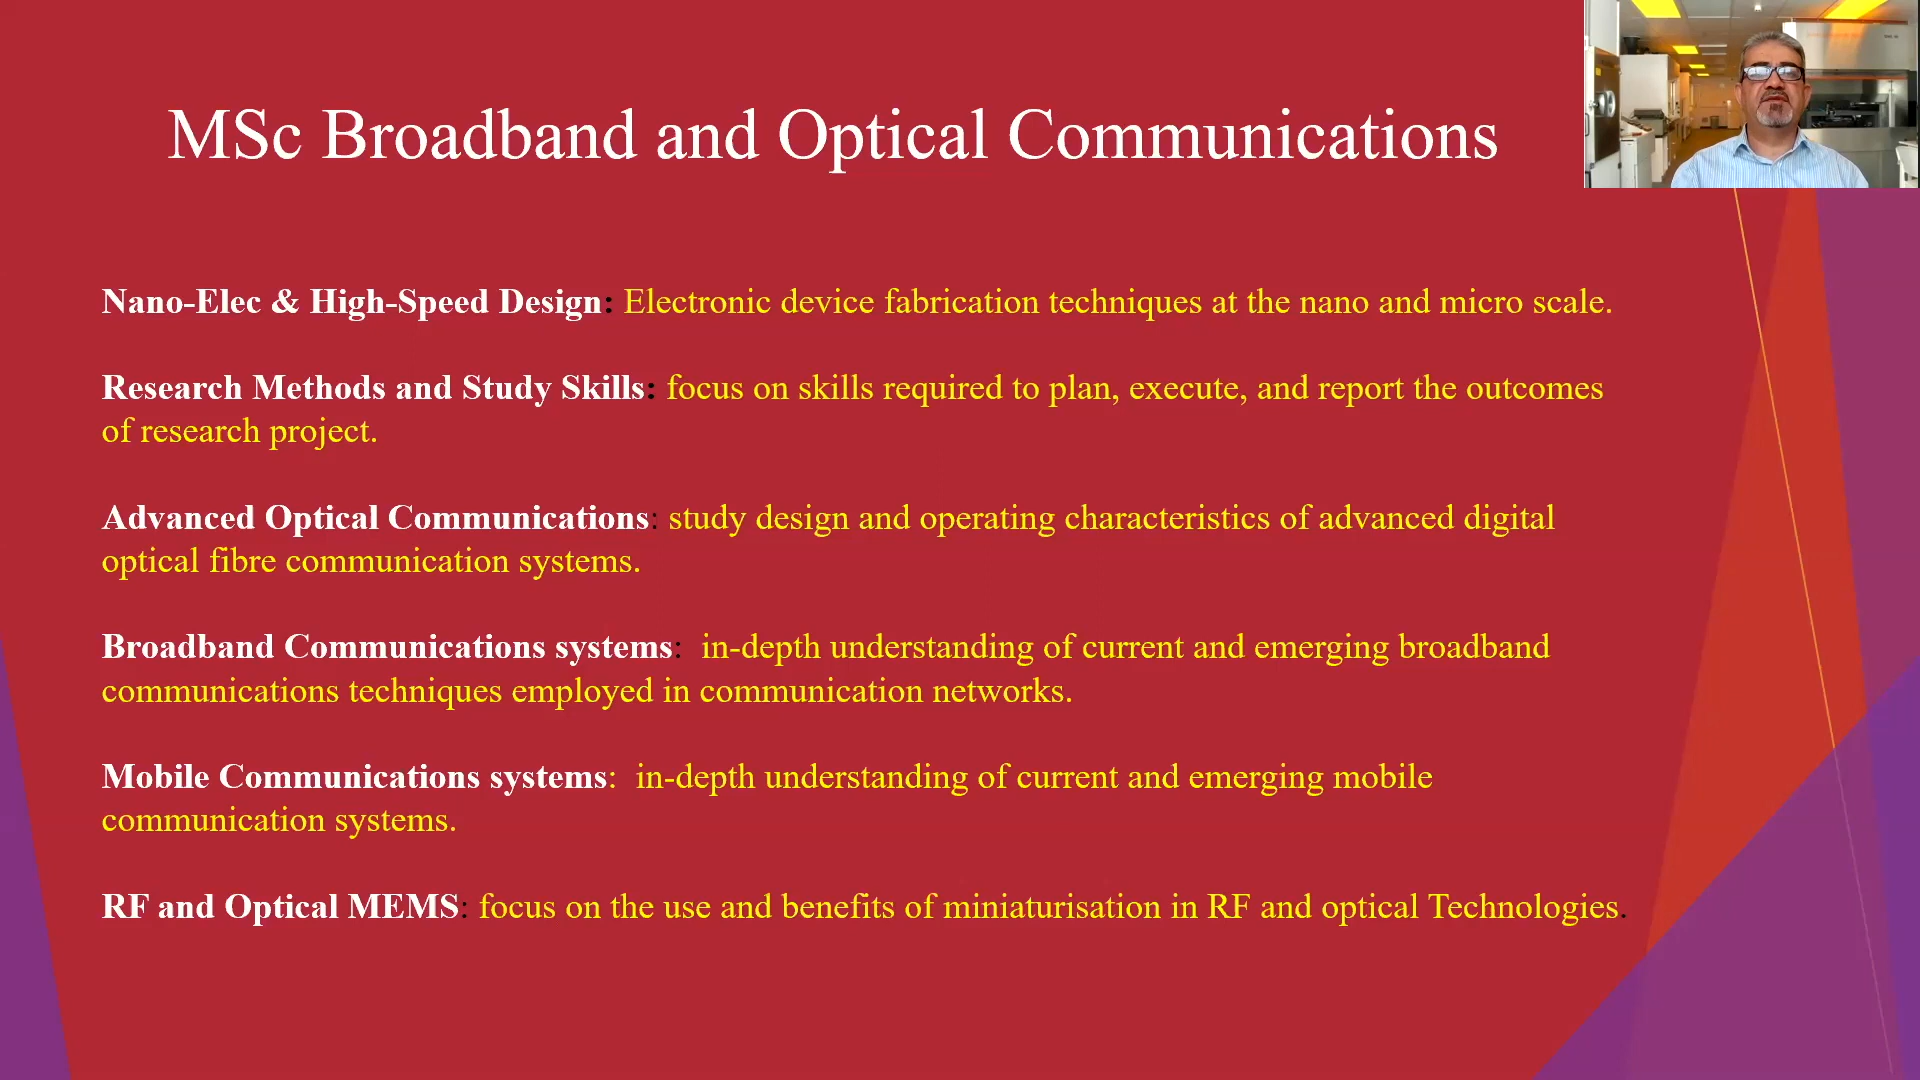 MSc Broadband and Optical Communications
Nano-Elec & High-Speed Design: Electronic device fabrication techniques at the nano and micro scale.
Research Methods and Study Skills: focus on skills required to plan, execute, and report the outcomes
of research project.
Advanced Optical Communications: study design and operating characteristics of advanced digital
optical fibre communication systems.
Broadband Communications systems:  in-depth understanding of current and emerging broadband
communications techniques employed in communication networks.
Mobile Communications systems:  in-depth understanding of current and emerging mobile
communication systems.
RF and Optical MEMS: focus on the use and benefits of miniaturisation in RF and optical Technologies.